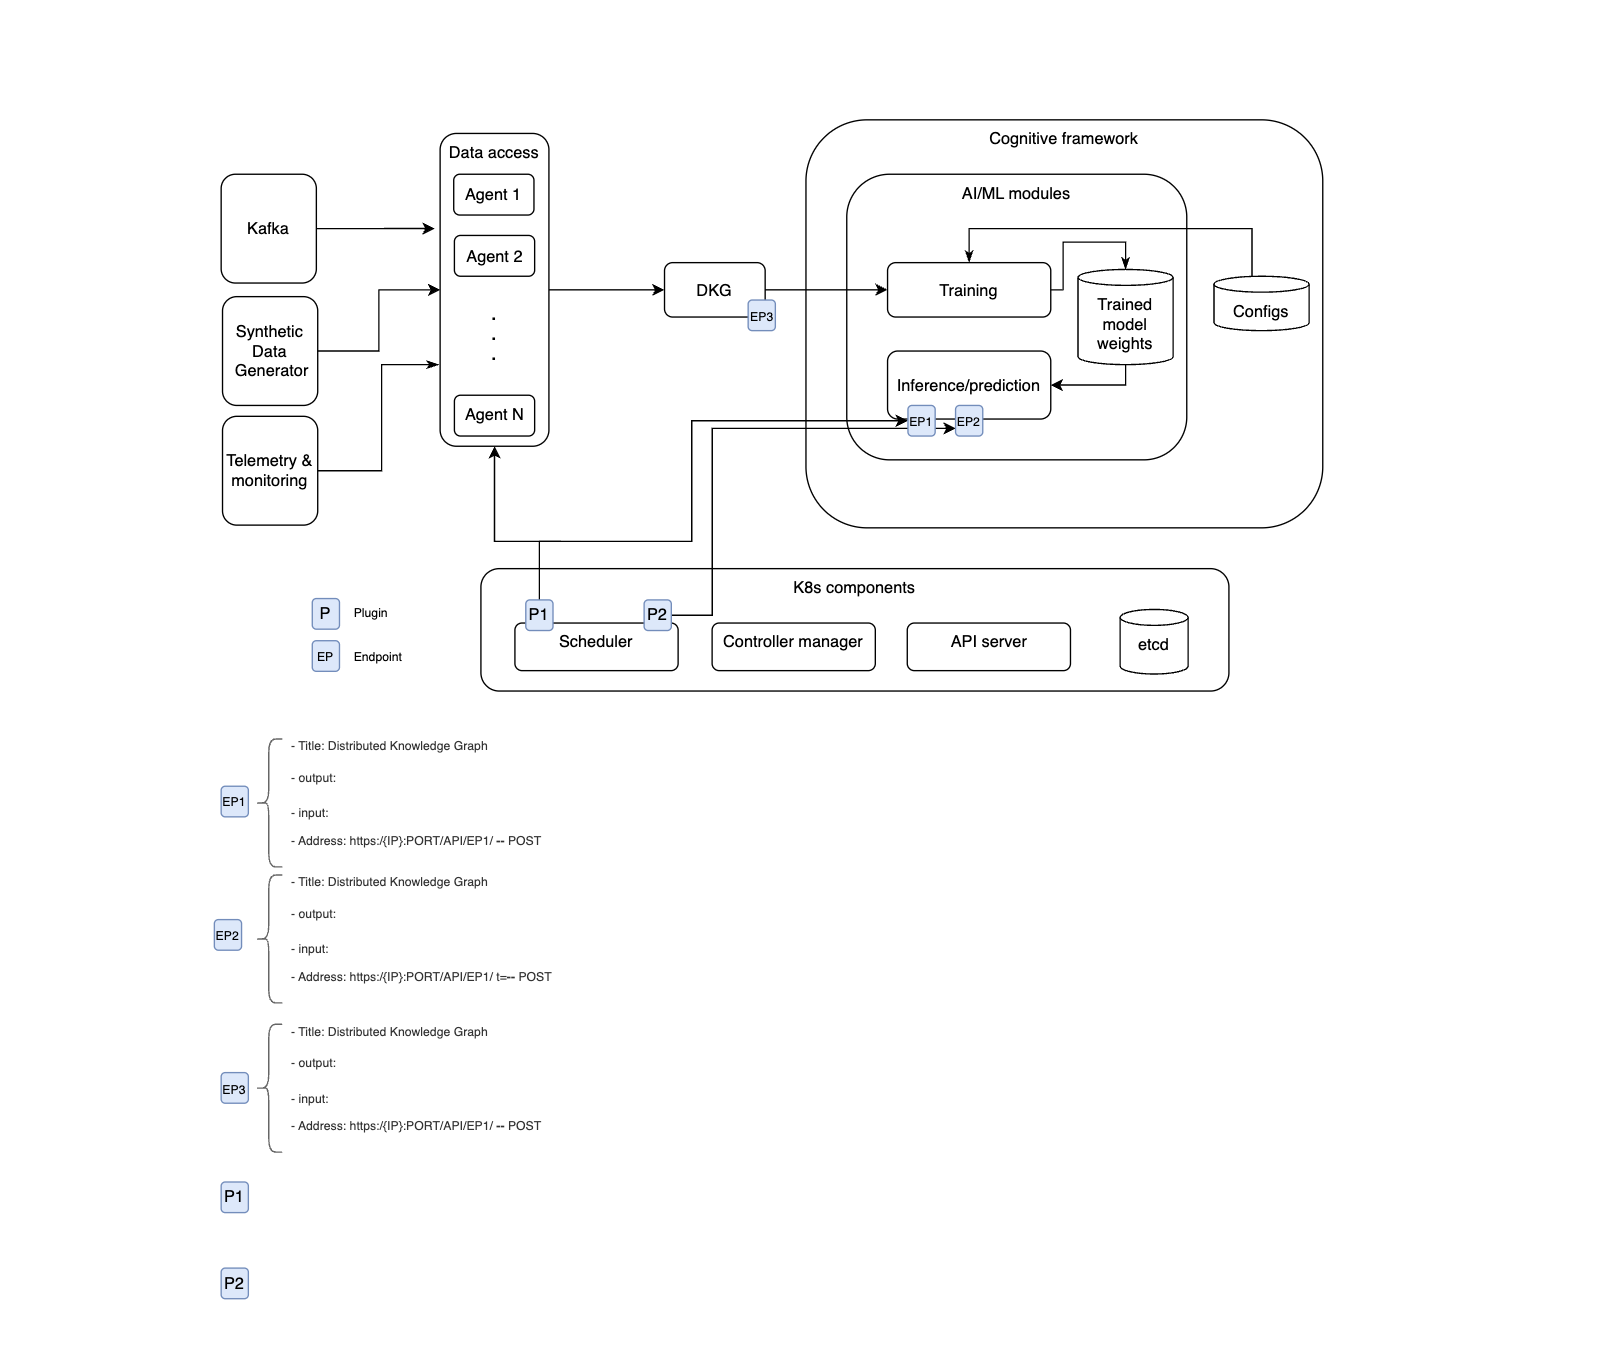 Cognitive framework
Data access
AI/ML modules
Agent 1
Kafka
Agent 2
DKG
EP3
Training
Trained
model
weights
Configs
Synthetic
Data
Generator
.
.
.
Inference/prediction
EP1
EP2
Agent N
Telemetry &
monitoring
K8s components
P
Plugin
EP
Endpoint
P1
P2
Scheduler
Controller manager
API server
etcd
EP1
- Title: Distributed Knowledge Graph
- output:
- input:
- Address: https:/{IP}:PORT/API/EP1/ -- POST
EP2
- Title: Distributed Knowledge Graph
- output:
- input:
- Address: https:/{IP}:PORT/API/EP1/ t=-- POST
EP3
- Title: Distributed Knowledge Graph
- output:
- input:
- Address: https:/{IP}:PORT/API/EP1/ -- POST
P1
P2